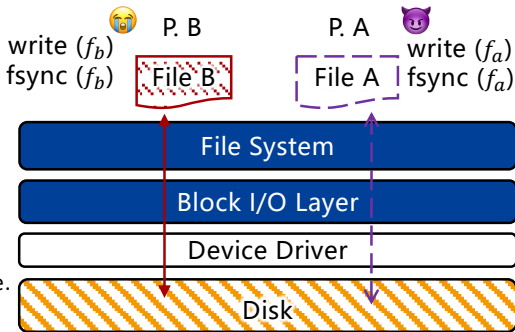 P. B
P. A
write (f_b)
fsync (f_b)
File B
File A
write (f_a)
fsync (f_a)
File System
Block I/O Layer
Device Driver
e.
Disk